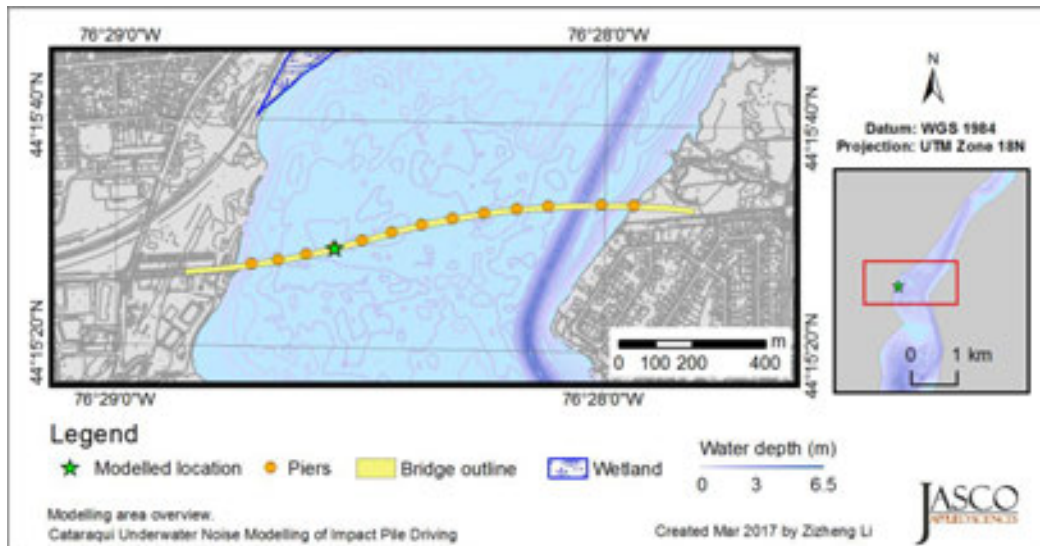 76°29'0"W
76°28'0"W
44°15'40"N
44°15'40"N
44°15'20"N
44°15'20"N
m
0 100 200 400
76°29'0"W
76°28'0"W
N
Datum: WGS 1984
Projection: UTM Zone 18N
0 1 km
Legend
Modelled location
Piers
Bridge outline
Wetland
Water depth (m)
0 3 6.5
Modelling area overview.
Cataraqui Underwater Noise Modelling of Impact Pile Driving
Created Mar 2017 by Zizheng Li
JASCO
APPLIED SCIENCES